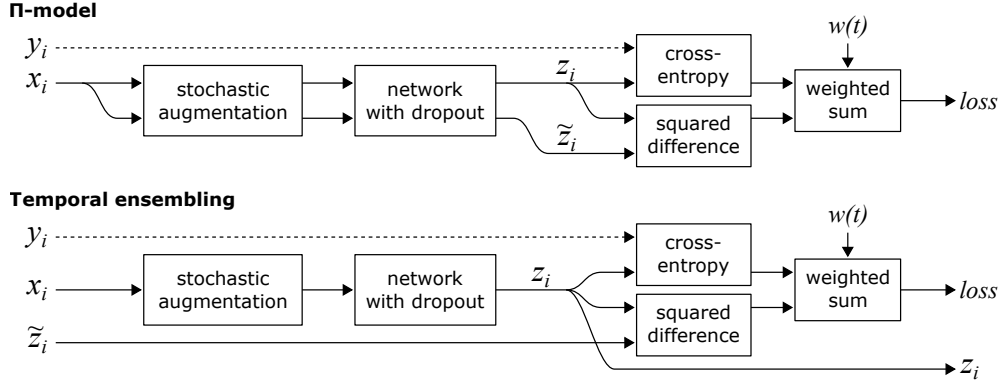 Π-model
y_i
x_i
stochastic
augmentation
network
with dropout
z_i
z̃_i
cross-
entropy
squared
difference
w(t)
weighted
sum
loss
Temporal ensembling
y_i
x_i
z̃_i
stochastic
augmentation
network
with dropout
z_i
cross-
entropy
squared
difference
w(t)
weighted
sum
loss
z_i